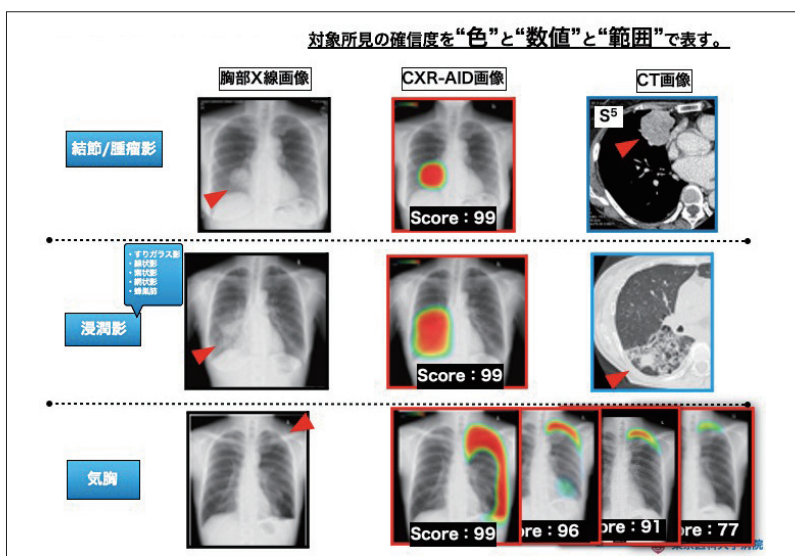 対象所見の確信度を“色”と“数値”と“範囲”で表す。
胸部X線画像
CXR-AID画像
CT画像
結節/腫瘤影
Score：99
S⁵
・すりガラス影
・線状影
・索状影
・網状影
・蜂巣肺
浸潤影
Score：99
気胸
Score：99
96
91
77